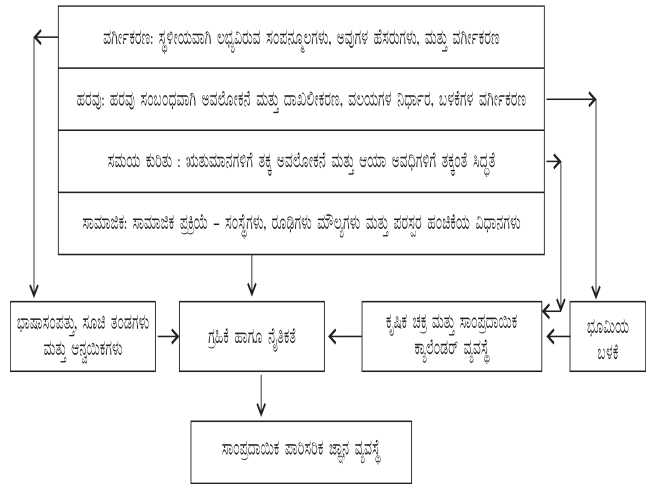 ವರ್ಗೀಕರಣ: ಸ್ಥಳೀಯವಾಗಿ ಲಭ್ಯವಿರುವ ಸಂಪನ್ಮೂಲಗಳು, ಅವುಗಳ ಹೆಸರುಗಳು, ಮತ್ತು ವರ್ಗೀಕರಣ
ಹರವು: ಹರವು ಸಂಬಂಧವಾಗಿ ಅವಲೋಕನೆ ಮತ್ತು ದಾಖಲೀಕರಣ, ವಲಯಗಳ ನಿರ್ಧಾರ, ಬಳಕೆಗಳ ವರ್ಗೀಕರಣ
ಸಮಯ ಕುರಿತು : ಋತುಮಾನಗಳಿಗೆ ತಕ್ಕ ಅವಲೋಕನೆ ಮತ್ತು ಆಯಾ ಅವಧಿಗಳಿಗೆ ತಕ್ಕಂತೆ ಸಿದ್ಧತೆ
ಸಾಮಾಜಿಕ: ಸಾಮಾಜಿಕ ಪ್ರಕ್ರಿಯೆ – ಸಂಸ್ಥೆಗಳು, ರೂಢಿಗಳು ಮೌಲ್ಯಗಳು ಮತ್ತು ಪರಸ್ಪರ ಹಂಚಿಕೆಯ ವಿಧಾನಗಳು
ಭಾಷಾಸಂಪತ್ತು, ಸೂಚಿ ತಂಡಗಳು
ಮತ್ತು ಅನ್ವಯಿಕಗಳು
ಗ್ರಹಿಕೆ ಹಾಗೂ ನೈತಿಕತೆ
ಕೃಷಿಕ ಚಕ್ರ ಮತ್ತು ಸಾಂಪ್ರದಾಯಿಕ
ಕ್ಯಾಲೆಂಡರ್ ವ್ಯವಸ್ಥೆ
ಭೂಮಿಯ
ಬಳಕೆ
ಸಾಂಪ್ರದಾಯಿಕ ಪಾರಿಸರಿಕ ಜ್ಞಾನ ವ್ಯವಸ್ಥೆ